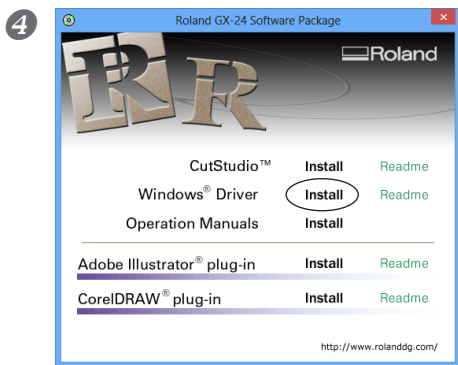 4
Roland GX-24 Software Package
Roland
R R
CutStudio™ Install Readme
Windows® Driver Install Readme
Operation Manuals Install
Adobe Illustrator® plug-in Install Readme
CorelDRAW® plug-in Install Readme
http://www.rolanddg.com/